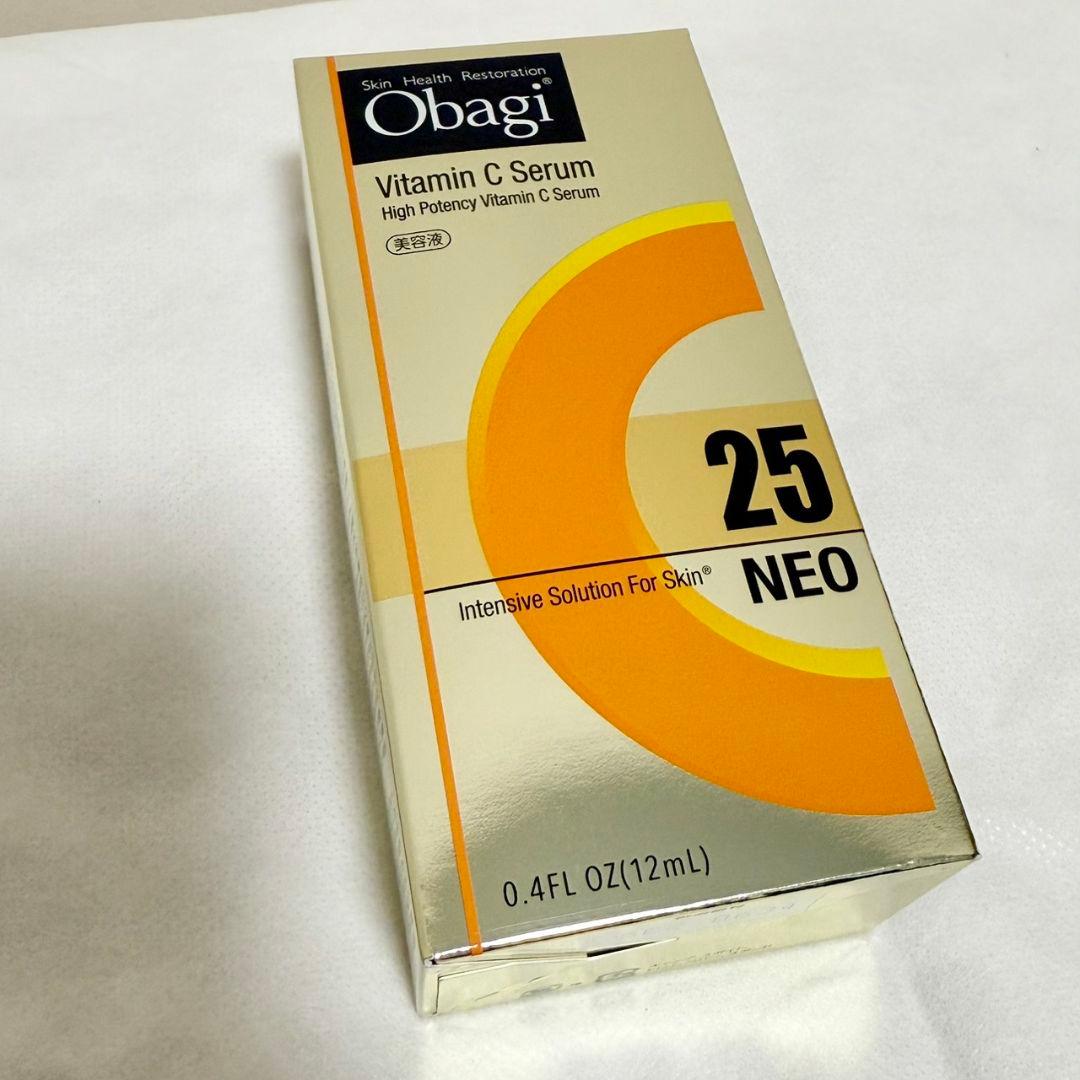 Skin Health Restoration
Obagi®
Vitamin C Serum
High Potency Vitamin C Serum
美容液
25
NEO
Intensive Solution For Skin®
0.4FL OZ(12mL)